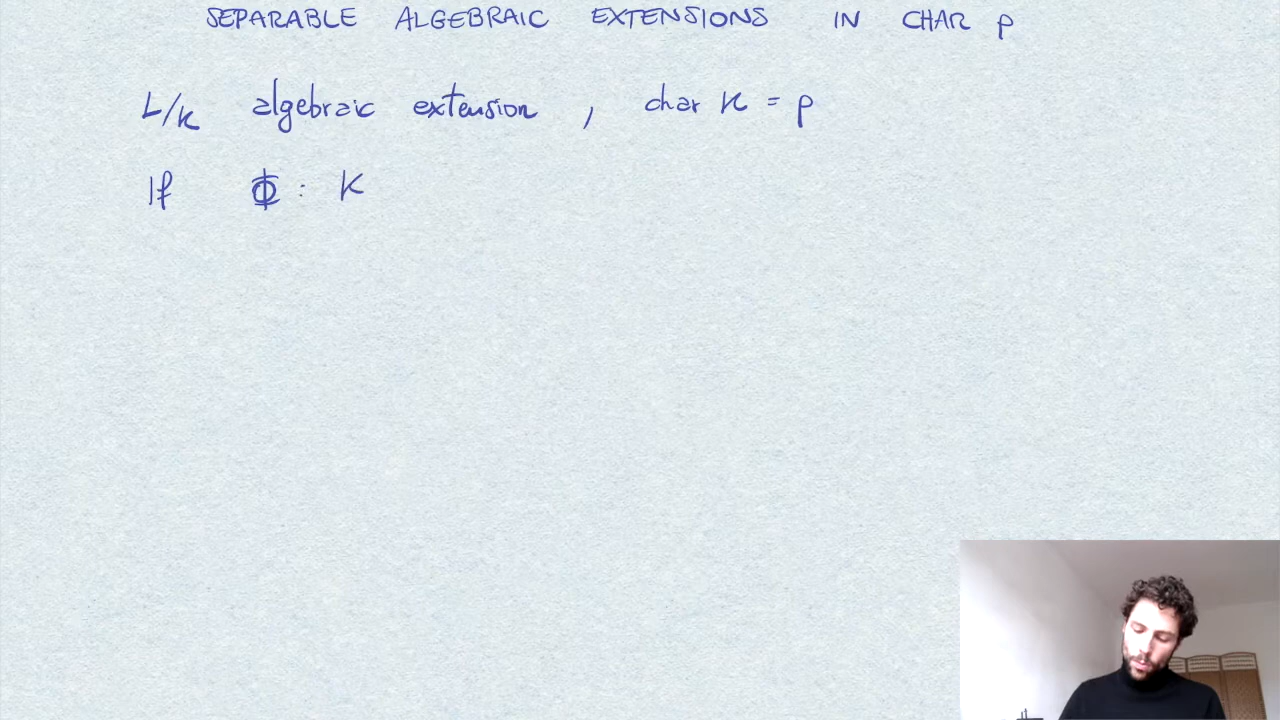 SEPARABLE ALGEBRAIC EXTENSIONS IN CHAR p
L/K algebraic extension , char K = p
If Φ : K